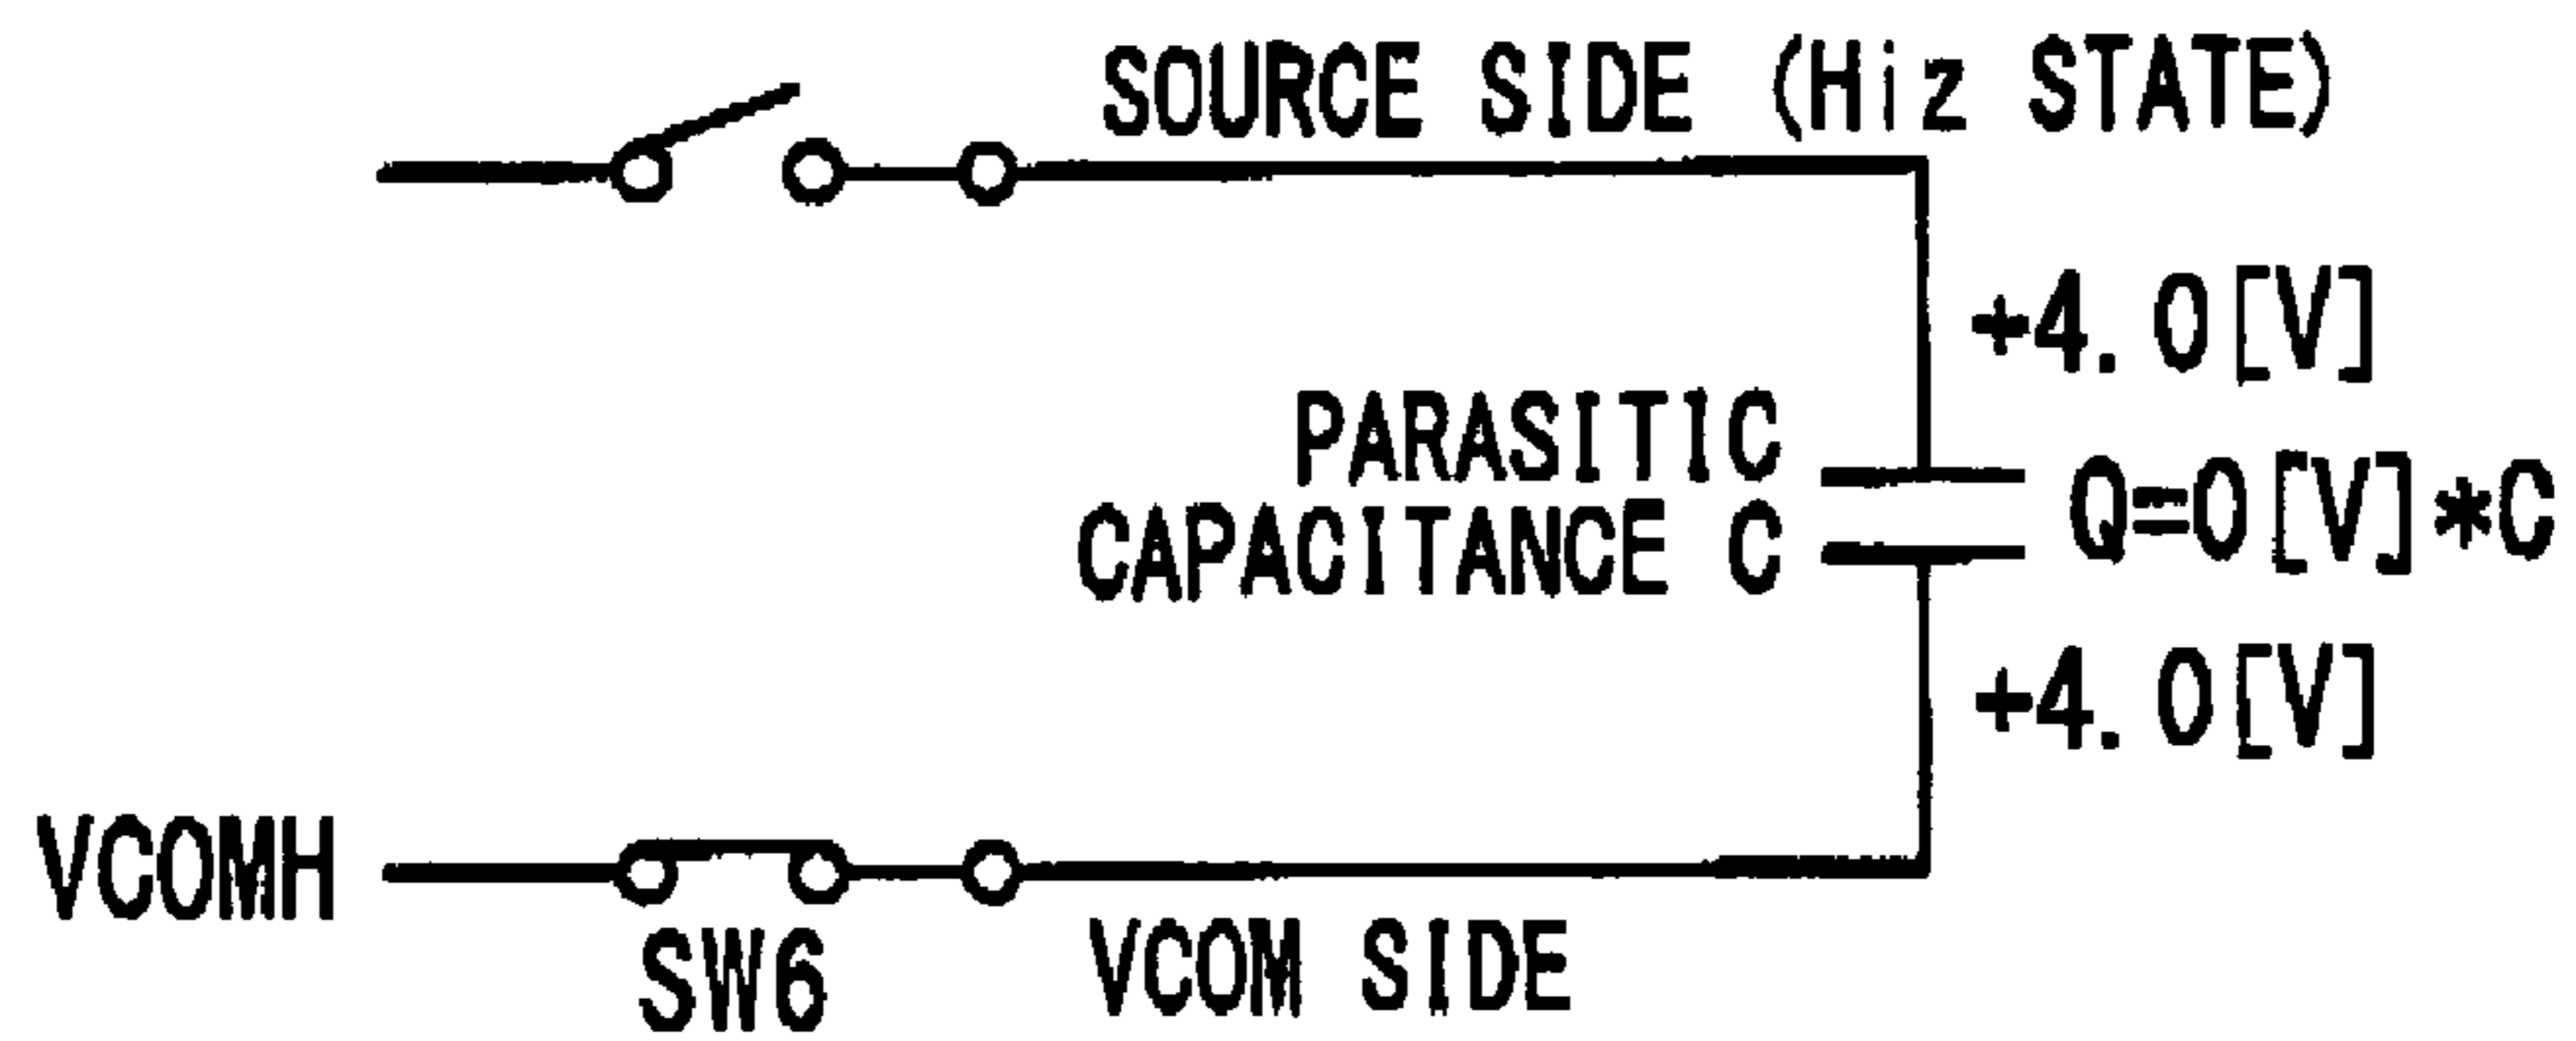 SOURCE SIDE (Hiz STATE)
+4.0[V]
PARASITIC
CAPACITANCE C
Q=0[V]*C
+4.0[V]
VCOMH
SW6
VCOM SIDE